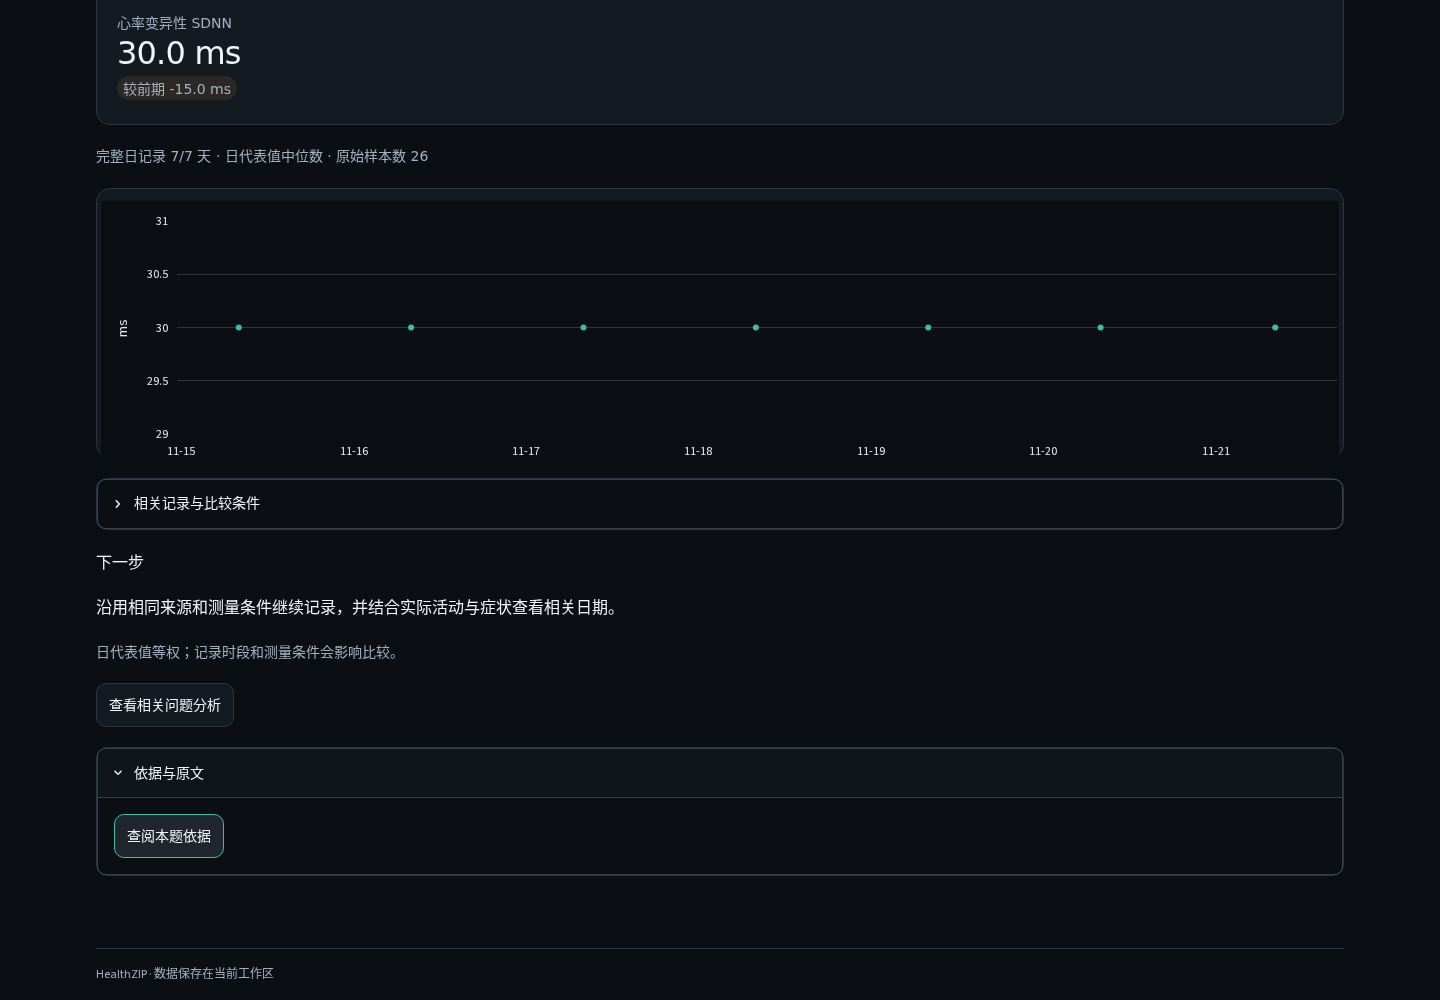 心率变异性 SDNN
30.0 ms
较前期 -15.0 ms
完整日记录 7/7 天 · 日代表值中位数 · 原始样本数 26
31
30.5
30
29.5
29
ms
11-15 11-16 11-17 11-18 11-19 11-20 11-21
相关记录与比较条件
下一步
沿用相同来源和测量条件继续记录，并结合实际活动与症状查看相关日期。
日代表值等权；记录时段和测量条件会影响比较。
查看相关问题分析
依据与原文
查阅本题依据
HealthZIP · 数据保存在当前工作区